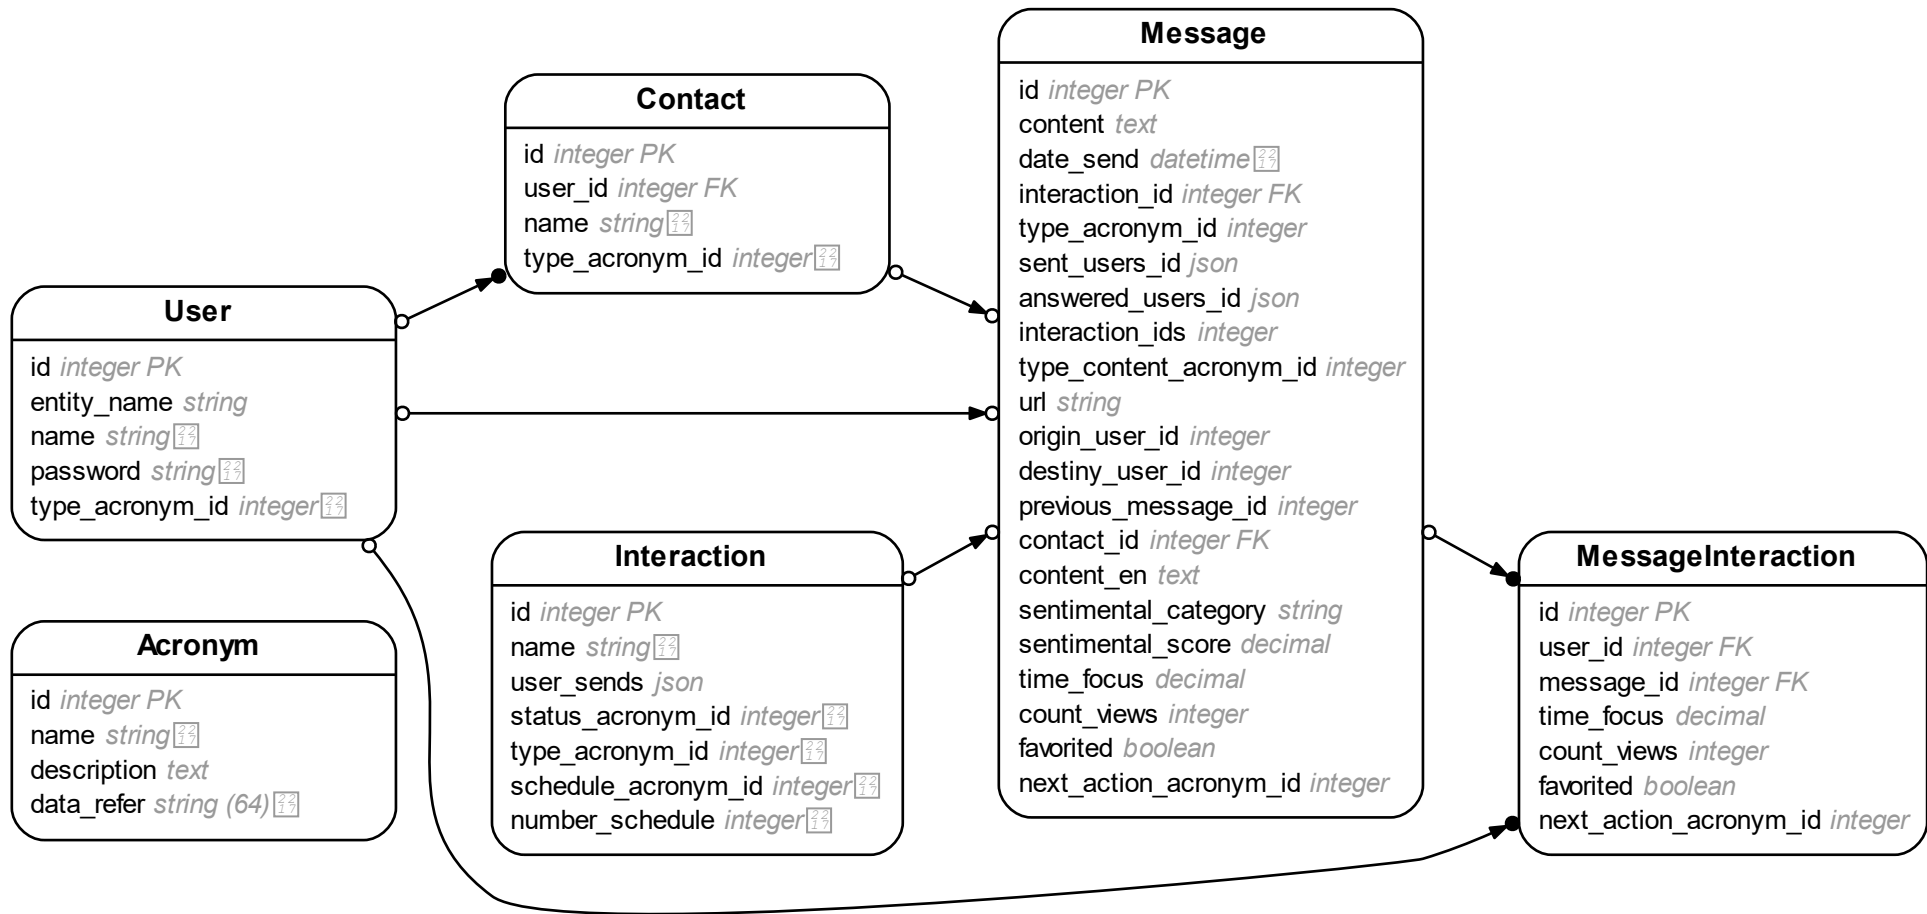 Message
id integer PK
content text
date_send datetime
interaction_id integer FK
type_acronym_id integer
sent_users_id json
answered_users_id json
interaction_ids integer
type_content_acronym_id integer
url string
origin_user_id integer
destiny_user_id integer
previous_message_id integer
contact_id integer FK
content_en text
sentimental_category string
sentimental_score decimal
time_focus decimal
count_views integer
favorited boolean
next_action_acronym_id integer
Contact
id integer PK
user_id integer FK
name string
type_acronym_id integer
User
id integer PK
entity_name string
name string
password string
type_acronym_id integer
Interaction
id integer PK
name string
user_sends json
status_acronym_id integer
type_acronym_id integer
schedule_acronym_id integer
number_schedule integer
MessageInteraction
id integer PK
user_id integer FK
message_id integer FK
time_focus decimal
count_views integer
favorited boolean
next_action_acronym_id integer
Acronym
id integer PK
name string
description text
data_refer string (64)